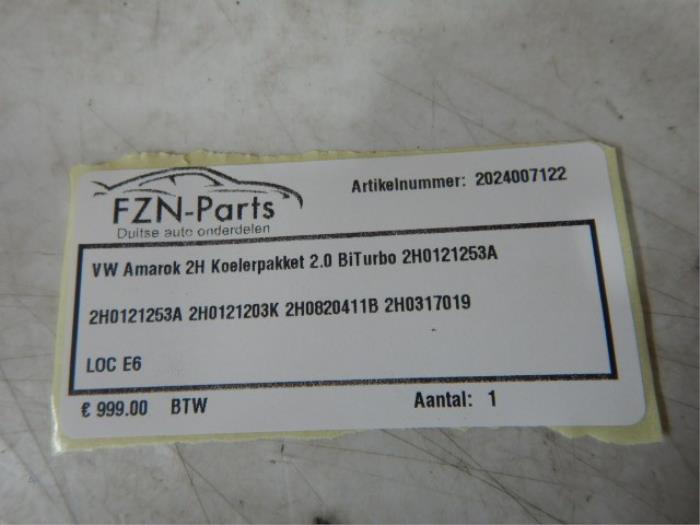 FZN-Parts
Duitse auto onderdelen
Artikelnummer: 2024007122
VW Amarok 2H Koelerpakket 2.0 BiTurbo 2H0121253A
2H0121253A 2H0121203K 2H0820411B 2H0317019
LOC E6
€ 999.00 BTW Aantal: 1